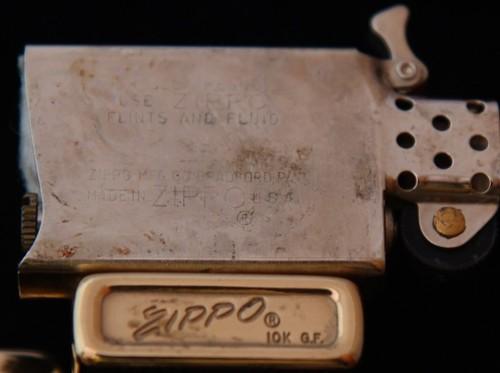 USE ZIPPO
FLINTS AND FLUID
ZIPPO MFG. CO. BRADFORD, PA.
MADE IN ZIPPO U.S.A.
®
ZIPPO ®
10K G.F.